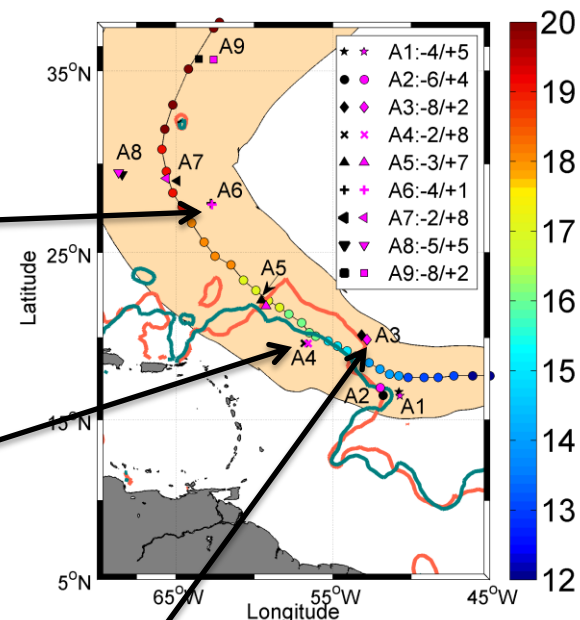 A1:-4/+5
A2:-6/+4
A3:-8/+2
A4:-2/+8
A5:-3/+7
A6:-4/+1
A7:-2/+8
A8:-5/+5
A9:-8/+2
A9
A8
A7
A6
A5
A4
A3
A2
A1
35°N
25°N
15°N
5°N
Latitude
65°W
55°W
45°W
Longitude
20
19
18
17
16
15
14
13
12